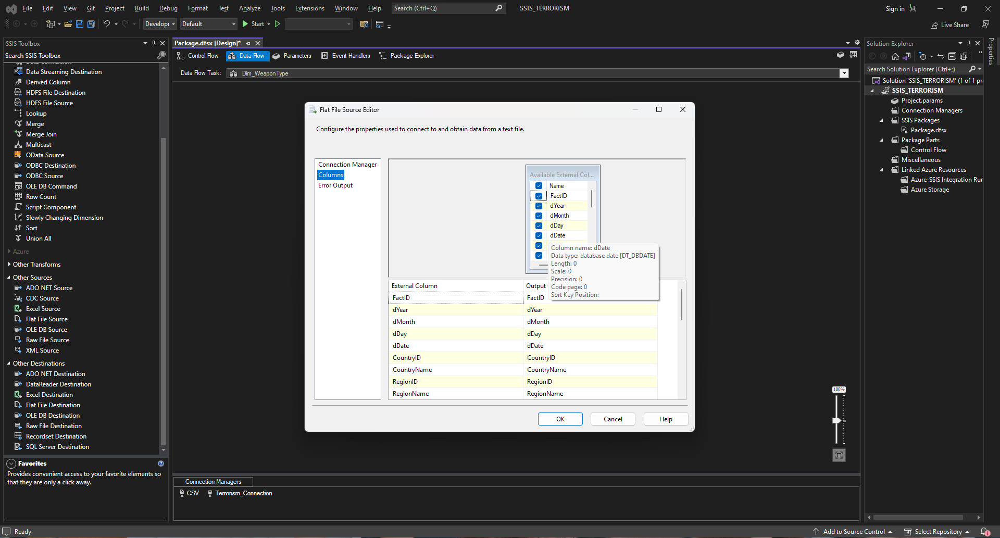 File Edit View Git Project Build Debug Format Test Analyze Tools Extensions Window Help Search (Ctrl+Q) SSIS_TERRORISM Sign in
Develop Default Start Live Share
SSIS Toolbox
Search SSIS Toolbox
Data Conversion
Data Streaming Destination
Derived Column
HDFS File Destination
HDFS File Source
Lookup
Merge
Merge Join
Multicast
OData Source
ODBC Destination
ODBC Source
OLE DB Command
Row Count
Script Component
Slowly Changing Dimension
Sort
Union All
Azure
Other Transforms
Other Sources
ADO NET Source
CDC Source
Excel Source
Flat File Source
OLE DB Source
Raw File Source
XML Source
Other Destinations
ADO NET Destination
DataReader Destination
Excel Destination
Flat File Destination
OLE DB Destination
Raw File Destination
Recordset Destination
SQL Server Destination
Favorites
Provides convenient access to your favorite elements so
that they are only a click away.
Package.dtsx [Design]*
Control Flow Data Flow Parameters Event Handlers Package Explorer
Data Flow Task: Dim_WeaponType
Flat File Source Editor
Configure the properties used to connect to and obtain data from a text file.
Connection Manager
Columns
Error Output
Available External Col...
Name
FactID
dYear
dMonth
dDay
dDate
Column name: dDate
Data type: database date [DT_DBDATE]
Length: 0
Scale: 0
Precision: 0
Code page: 0
Sort Key Position:
External Column Output
FactID FactID
dYear dYear
dMonth dMonth
dDay dDay
dDate dDate
CountryID CountryID
CountryName CountryName
RegionID RegionID
RegionName RegionName
OK Cancel Help
100%
Connection Managers
CSV Terrorism_Connection
Solution Explorer
Search Solution Explorer (Ctrl+;)
Solution 'SSIS_TERRORISM' (1 of 1 pr
SSIS_TERRORISM
Project.params
Connection Managers
SSIS Packages
Package.dtsx
Package Parts
Control Flow
Miscellaneous
Linked Azure Resources
Azure-SSIS Integration Run
Azure Storage
Properties
Ready Add to Source Control Select Repository 1